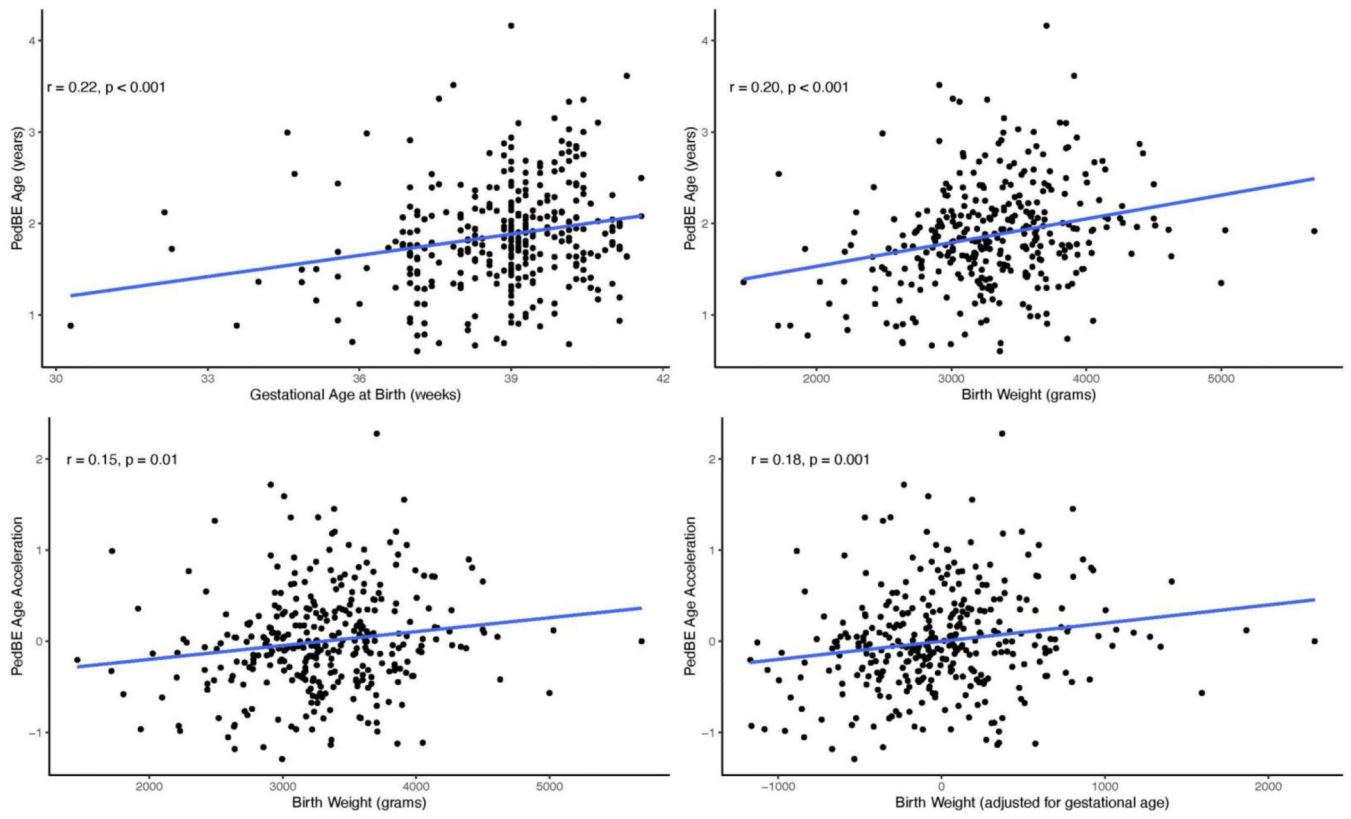 4
3
2
1
r = 0.22, p < 0.001
PedBE Age (years)
30 33 36 39 42
Gestational Age at Birth (weeks)
4
3
2
1
r = 0.20, p < 0.001
PedBE Age (years)
2000 3000 4000 5000
Birth Weight (grams)
2
1
0
−1
r = 0.15, p = 0.01
PedBE Age Acceleration
2000 3000 4000 5000
Birth Weight (grams)
2
1
0
−1
r = 0.18, p = 0.001
PedBE Age Acceleration
−1000 0 1000 2000
Birth Weight (adjusted for gestational age)